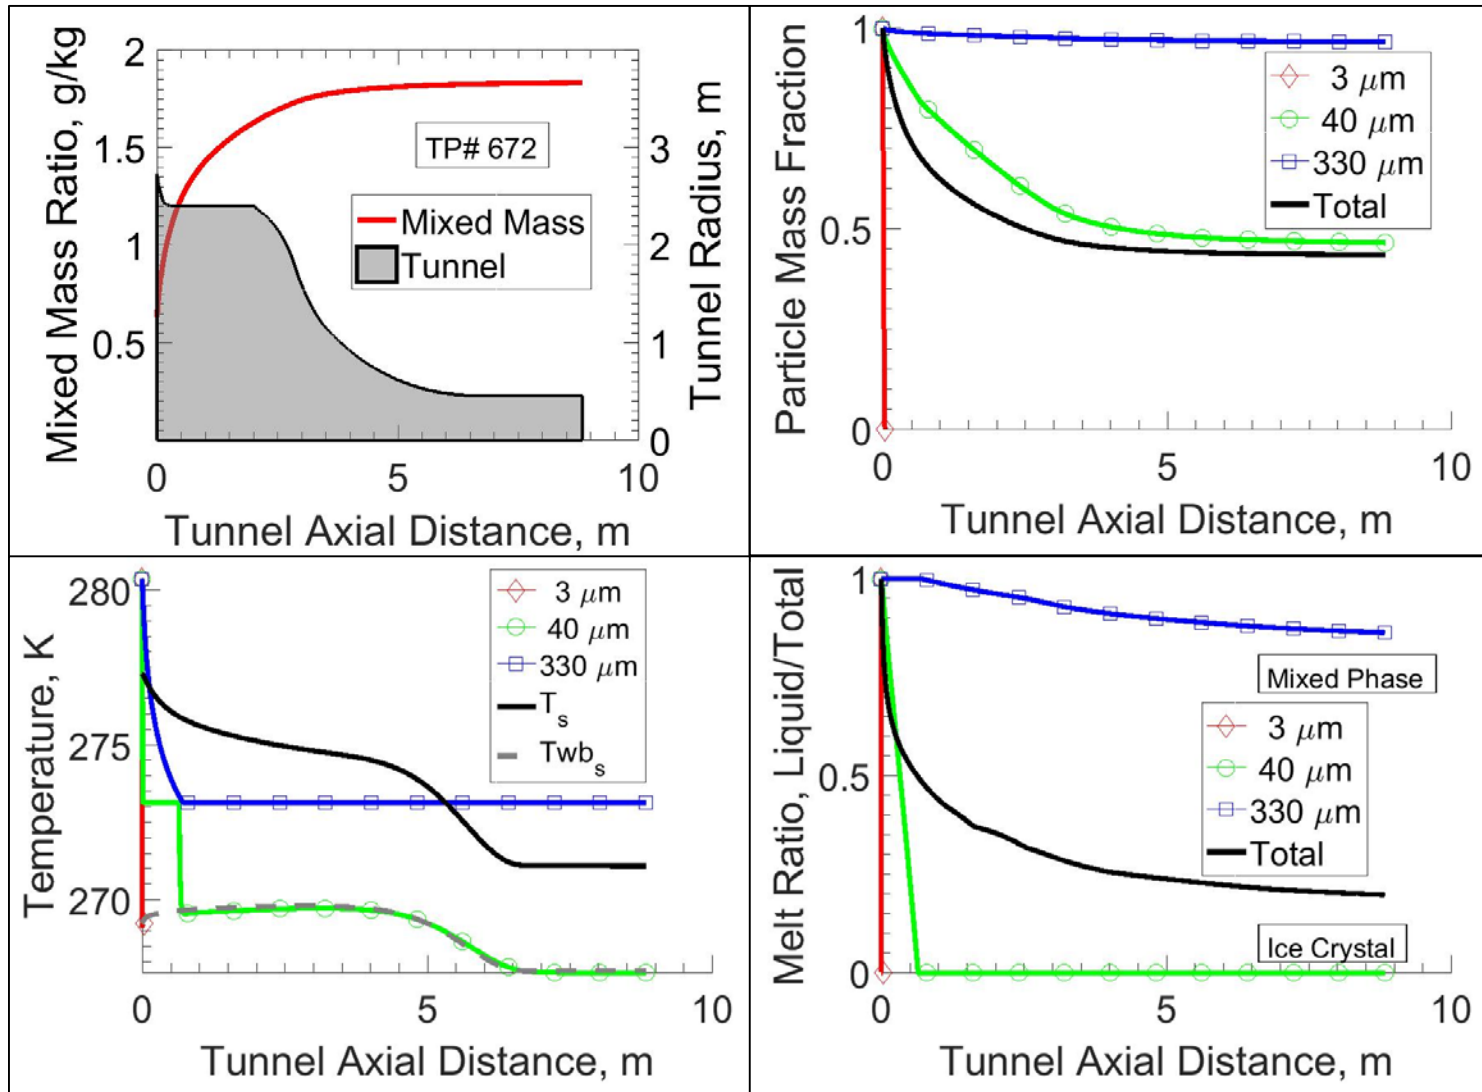 2
1.5
1
0.5
Mixed Mass Ratio, g/kg
TP# 672
Mixed Mass
Tunnel
3
2
1
0
Tunnel Radius, m
0
5
10
Tunnel Axial Distance, m
1
0.5
0
Particle Mass Fraction
3 μm
40 μm
330 μm
Total
0
5
10
Tunnel Axial Distance, m
280
275
270
Temperature, K
3 μm
40 μm
330 μm
T_s
Twb_s
0
5
10
Tunnel Axial Distance, m
1
0.5
0
Melt Ratio, Liquid/Total
Mixed Phase
3 μm
40 μm
330 μm
Total
Ice Crystal
0
5
10
Tunnel Axial Distance, m